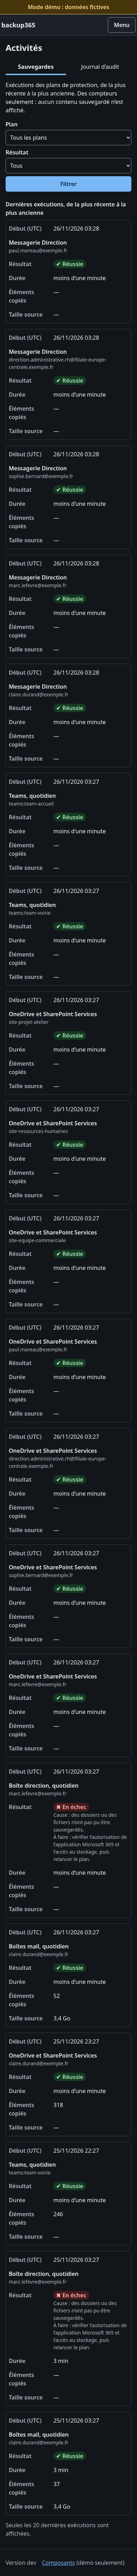 Mode démo : données fictives
backup365
Menu
Activités
Sauvegardes
Journal d'audit
Exécutions des plans de protection, de la plus récente à la plus ancienne. Des compteurs seulement : aucun contenu sauvegardé n'est affiché.
Plan
Tous les plans
Résultat
Tous
Filtrer
Dernières exécutions, de la plus récente à la plus ancienne
Début (UTC) 26/11/2026 03:28
Messagerie Direction
paul.moreau@exemple.fr
Résultat ✔ Réussie
Durée moins d'une minute
Éléments copiés —
Taille source —
Début (UTC) 26/11/2026 03:28
Messagerie Direction
direction.administrative.rh@filiale-europe-centrale.exemple.fr
Résultat ✔ Réussie
Durée moins d'une minute
Éléments copiés —
Taille source —
Début (UTC) 26/11/2026 03:28
Messagerie Direction
sophie.bernard@exemple.fr
Résultat ✔ Réussie
Durée moins d'une minute
Éléments copiés —
Taille source —
Début (UTC) 26/11/2026 03:28
Messagerie Direction
marc.lefevre@exemple.fr
Résultat ✔ Réussie
Durée moins d'une minute
Éléments copiés —
Taille source —
Début (UTC) 26/11/2026 03:28
Messagerie Direction
claire.durand@exemple.fr
Résultat ✔ Réussie
Durée moins d'une minute
Éléments copiés —
Taille source —
Début (UTC) 26/11/2026 03:27
Teams, quotidien
teams:team-accueil
Résultat ✔ Réussie
Durée moins d'une minute
Éléments copiés —
Taille source —
Début (UTC) 26/11/2026 03:27
Teams, quotidien
teams:team-voirie
Résultat ✔ Réussie
Durée moins d'une minute
Éléments copiés —
Taille source —
Début (UTC) 26/11/2026 03:27
OneDrive et SharePoint Services
site-projet-atelier
Résultat ✔ Réussie
Durée moins d'une minute
Éléments copiés —
Taille source —
Début (UTC) 26/11/2026 03:27
OneDrive et SharePoint Services
site-ressources-humaines
Résultat ✔ Réussie
Durée moins d'une minute
Éléments copiés —
Taille source —
Début (UTC) 26/11/2026 03:27
OneDrive et SharePoint Services
site-equipe-commerciale
Résultat ✔ Réussie
Durée moins d'une minute
Éléments copiés —
Taille source —
Début (UTC) 26/11/2026 03:27
OneDrive et SharePoint Services
paul.moreau@exemple.fr
Résultat ✔ Réussie
Durée moins d'une minute
Éléments copiés —
Taille source —
Début (UTC) 26/11/2026 03:27
OneDrive et SharePoint Services
direction.administrative.rh@filiale-europe-centrale.exemple.fr
Résultat ✔ Réussie
Durée moins d'une minute
Éléments copiés —
Taille source —
Début (UTC) 26/11/2026 03:27
OneDrive et SharePoint Services
sophie.bernard@exemple.fr
Résultat ✔ Réussie
Durée moins d'une minute
Éléments copiés —
Taille source —
Début (UTC) 26/11/2026 03:27
OneDrive et SharePoint Services
marc.lefevre@exemple.fr
Résultat ✔ Réussie
Durée moins d'une minute
Éléments copiés —
Taille source —
Début (UTC) 26/11/2026 03:27
Boîte direction, quotidien
marc.lefevre@exemple.fr
Résultat ✖ En échec
Cause : des dossiers ou des fichiers n'ont pas pu être sauvegardés.
À faire : vérifier l'autorisation de l'application Microsoft 365 et l'accès au stockage, puis relancer le plan.
Durée moins d'une minute
Éléments copiés —
Taille source —
Début (UTC) 26/11/2026 03:27
Boîtes mail, quotidien
claire.durand@exemple.fr
Résultat ✔ Réussie
Durée moins d'une minute
Éléments copiés 52
Taille source 3,4 Go
Début (UTC) 25/11/2026 23:27
OneDrive et SharePoint Services
claire.durand@exemple.fr
Résultat ✔ Réussie
Durée moins d'une minute
Éléments copiés 318
Taille source —
Début (UTC) 25/11/2026 22:27
Teams, quotidien
teams:team-voirie
Résultat ✔ Réussie
Durée moins d'une minute
Éléments copiés 246
Taille source —
Début (UTC) 25/11/2026 03:27
Boîte direction, quotidien
marc.lefevre@exemple.fr
Résultat ✖ En échec
Cause : des dossiers ou des fichiers n'ont pas pu être sauvegardés.
À faire : vérifier l'autorisation de l'application Microsoft 365 et l'accès au stockage, puis relancer le plan.
Durée 3 min
Éléments copiés —
Taille source —
Début (UTC) 25/11/2026 03:27
Boîtes mail, quotidien
claire.durand@exemple.fr
Résultat ✔ Réussie
Durée 3 min
Éléments copiés 37
Taille source 3,4 Go
Seules les 20 dernières exécutions sont affichées.
Version dev Composants (démo seulement)